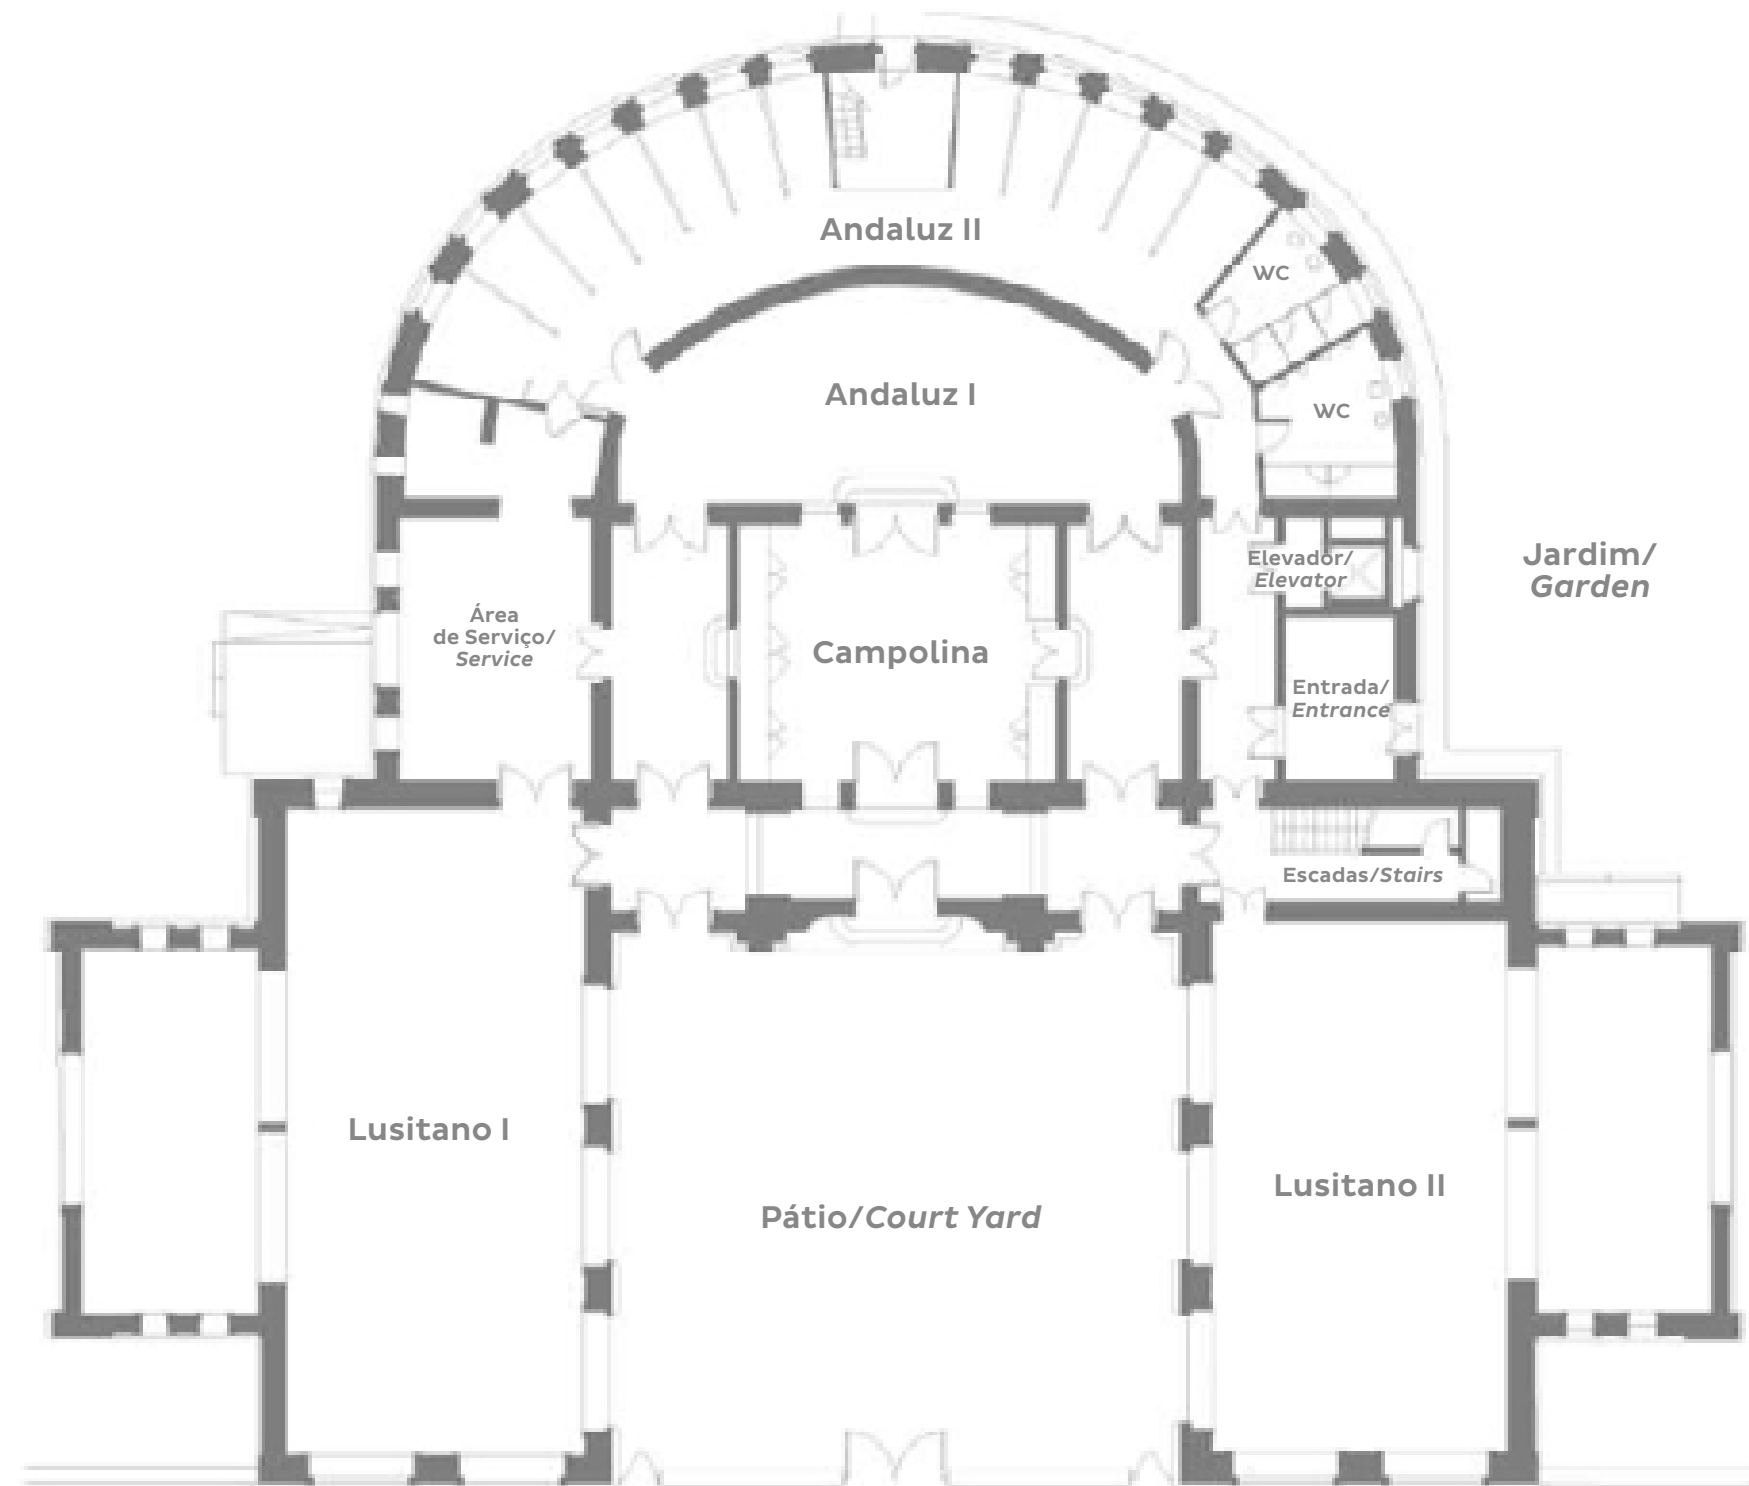 Andaluz II
WC
Andaluz I
WC
Elevador/
Elevator
Jardim/
Garden
Área
de Serviço/
Service
Campolina
Entrada/
Entrance
Escadas/Stairs
Lusitano I
Lusitano II
Pátio/Court Yard